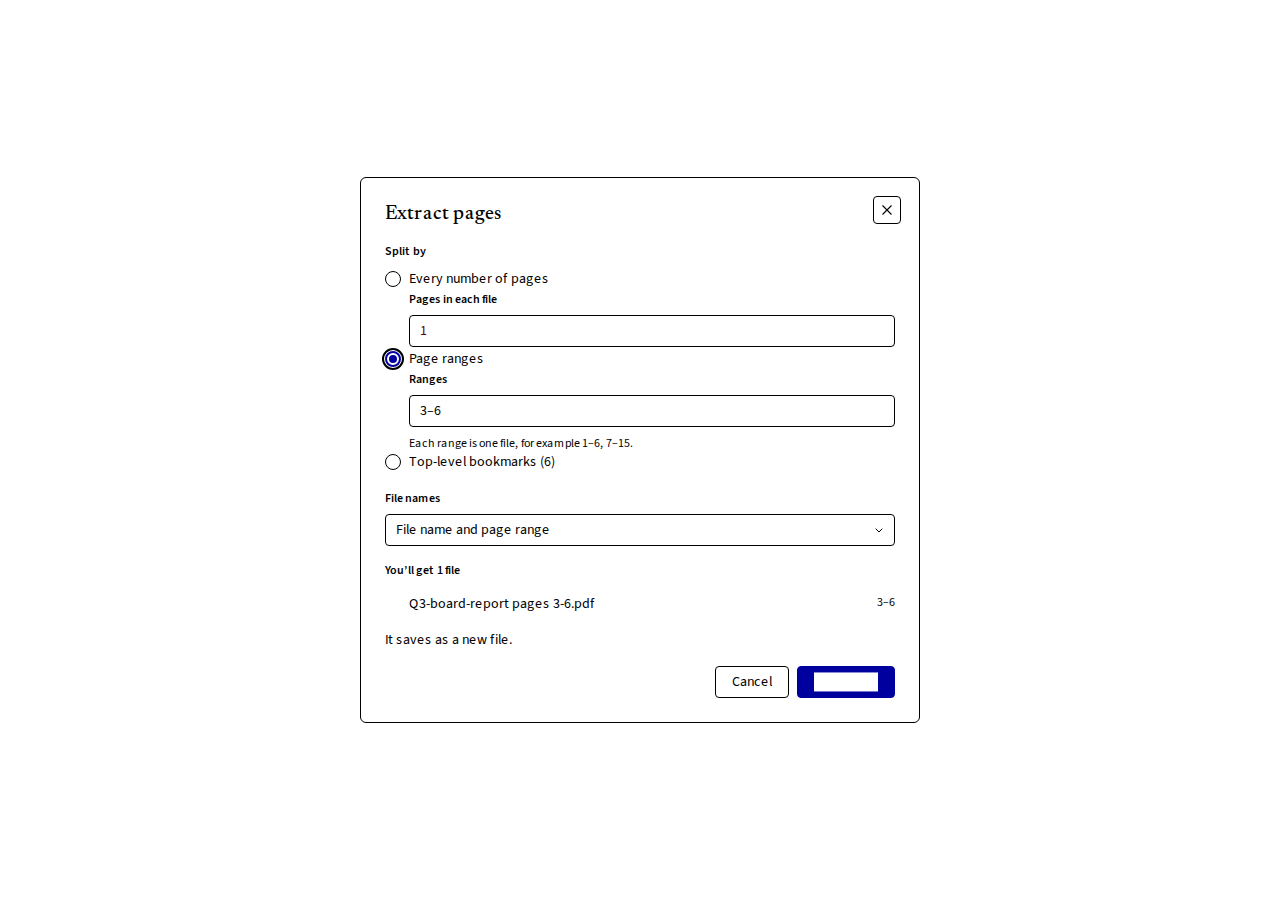 Extract pages
Split by
Every number of pages
Pages in each file
1
Page ranges
Ranges
3–6
Each range is one file, for example 1–6, 7–15.
Top-level bookmarks (6)
File names
File name and page range
You'll get 1 file
Q3-board-report pages 3-6.pdf
3–6
It saves as a new file.
Cancel